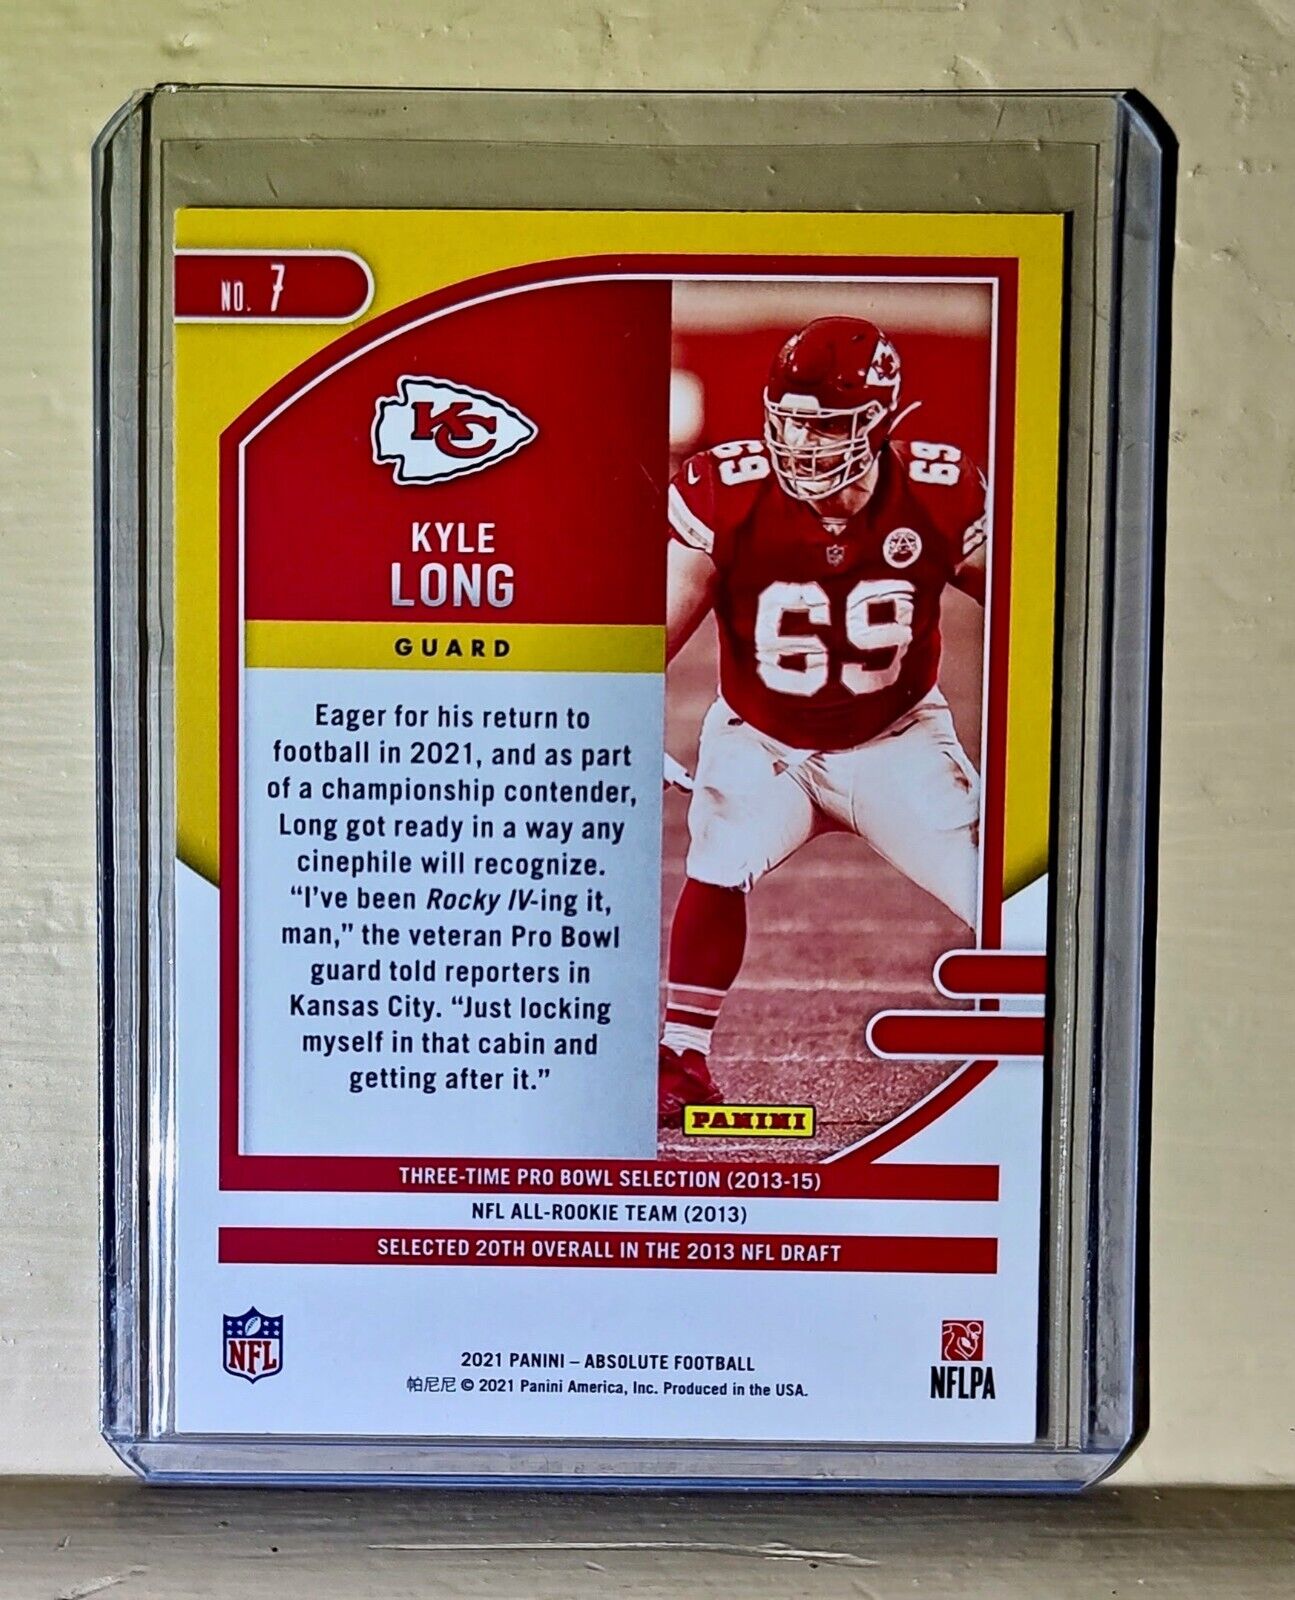 NO. 7
KC
KYLE
LONG
GUARD
Eager for his return to
football in 2021, and as part
of a championship contender,
Long got ready in a way any
cinephile will recognize.
“I’ve been Rocky IV-ing it,
man,” the veteran Pro Bowl
guard told reporters in
Kansas City. “Just locking
myself in that cabin and
getting after it.”
69
69
69
PANINI
THREE-TIME PRO BOWL SELECTION (2013-15)
NFL ALL-ROOKIE TEAM (2013)
SELECTED 20TH OVERALL IN THE 2013 NFL DRAFT
NFL
2021 PANINI – ABSOLUTE FOOTBALL
帕尼尼 © 2021 Panini America, Inc. Produced in the USA.
NFLPA